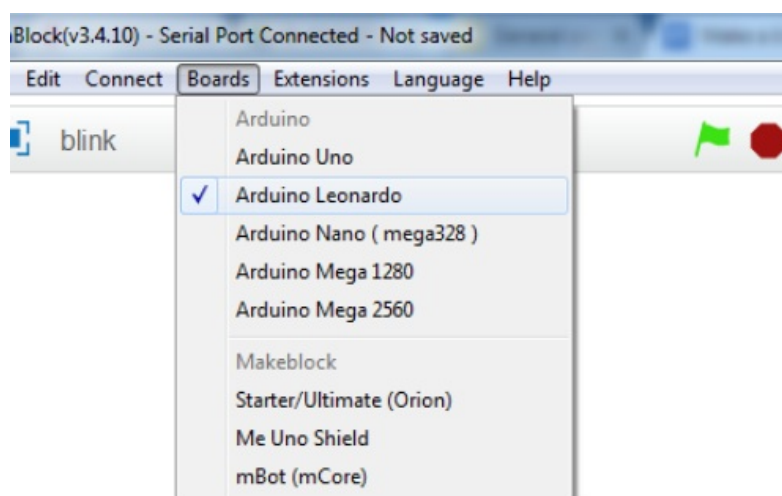 Block(v3.4.10) - Serial Port Connected - Not saved
Edit Connect Boards Extensions Language Help
blink
Arduino
Arduino Uno
Arduino Leonardo
Arduino Nano ( mega328 )
Arduino Mega 1280
Arduino Mega 2560
Makeblock
Starter/Ultimate (Orion)
Me Uno Shield
mBot (mCore)